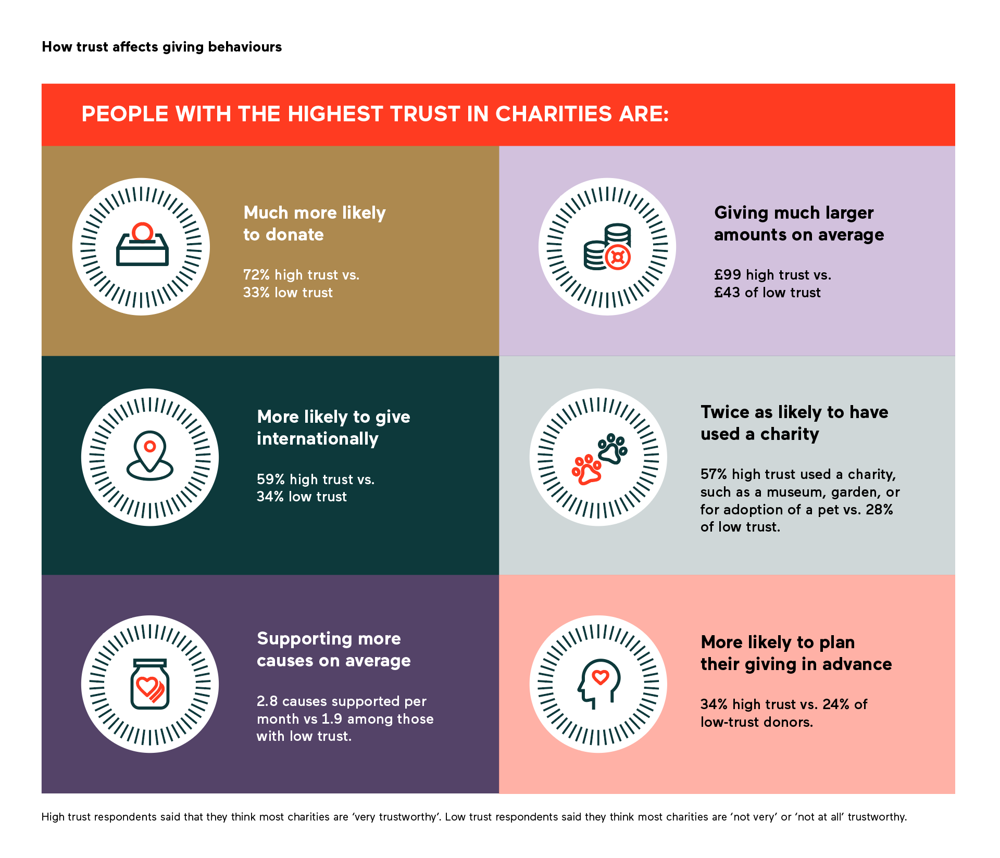 How trust affects giving behaviours
PEOPLE WITH THE HIGHEST TRUST IN CHARITIES ARE:
Much more likely
to donate
72% high trust vs.
33% low trust
Giving much larger
amounts on average
£99 high trust vs.
£43 of low trust
More likely to give
internationally
59% high trust vs.
34% low trust
Twice as likely to have
used a charity
57% high trust used a charity,
such as a museum, garden, or
for adoption of a pet vs. 28%
of low trust.
Supporting more
causes on average
2.8 causes supported per
month vs 1.9 among those
with low trust.
More likely to plan
their giving in advance
34% high trust vs. 24% of
low-trust donors.
High trust respondents said that they think most charities are ‘very trustworthy’. Low trust respondents said they think most charities are ‘not very’ or ‘not at all’ trustworthy.